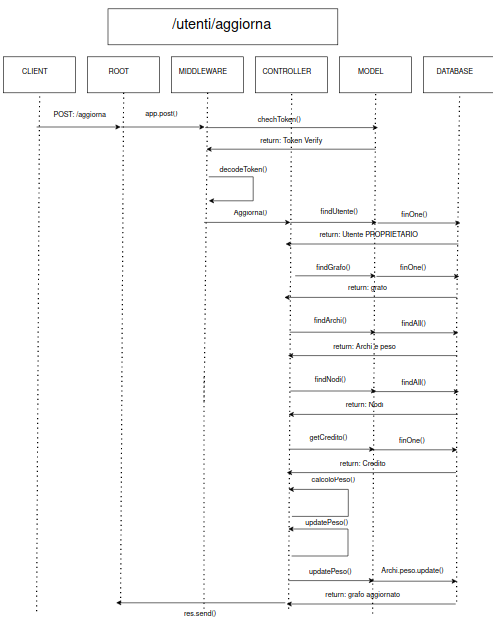 /utenti/aggiorna
CLIENT
ROOT
MIDDLEWARE
CONTROLLER
MODEL
DATABASE
POST: /aggiorna
app.post()
chechToken()
return: Token Verify
decodeToken()
Aggiorna()
findUtente()
finOne()
return: Utente PROPRIETARIO
findGrafo()
finOne()
return: grafo
findArchi()
findAll()
return: Archi e peso
findNodi()
findAll()
return: Nodi
getCredito()
finOne()
return: Credito
calcoloPeso()
updatePeso()
updatePeso()
Archi.peso.update()
return: grafo aggiornato
res.send()